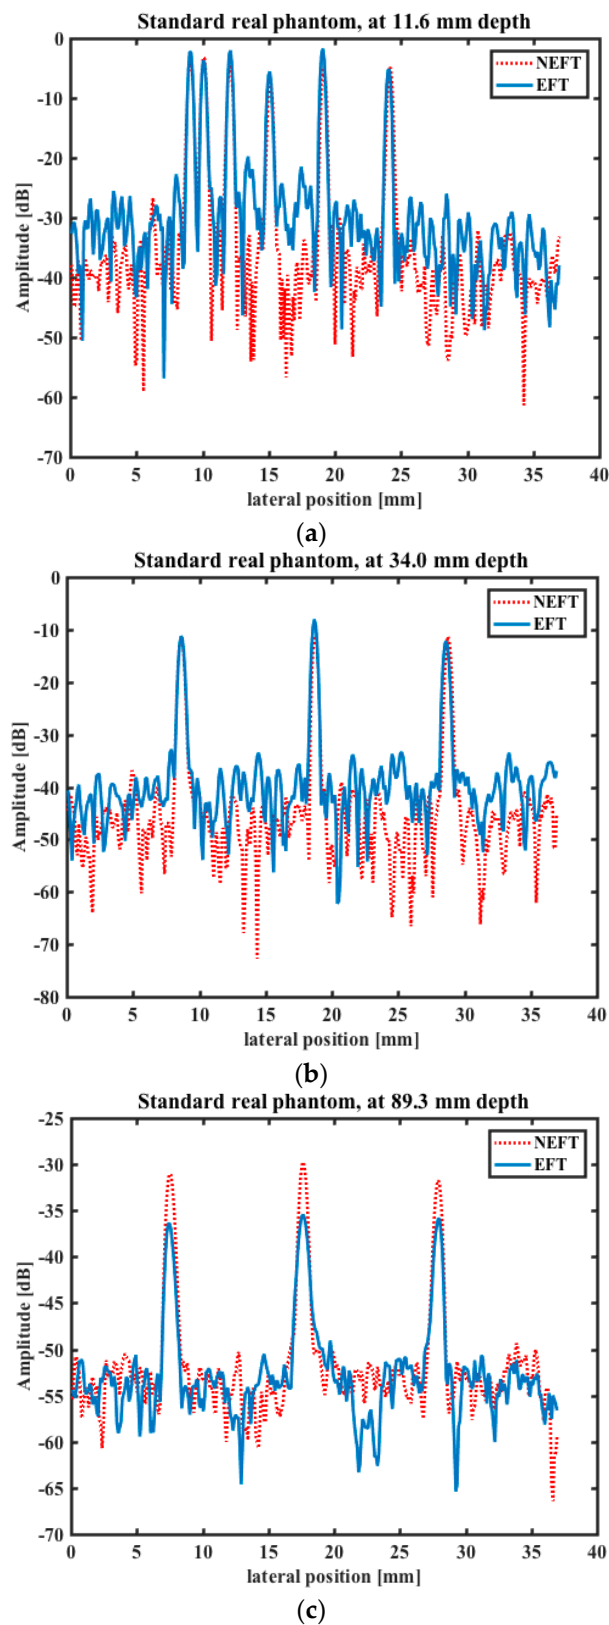 Standard real phantom, at 11.6 mm depth
0
-10
-20
-30
-40
-50
-60
-70
Amplitude [dB]
NEFT
EFT
0 5 10 15 20 25 30 35 40
lateral position [mm]
(a)
Standard real phantom, at 34.0 mm depth
0
-10
-20
-30
-40
-50
-60
-70
-80
Amplitude [dB]
NEFT
EFT
0 5 10 15 20 25 30 35 40
lateral position [mm]
(b)
Standard real phantom, at 89.3 mm depth
-25
-30
-35
-40
-45
-50
-55
-60
-65
-70
Amplitude [dB]
NEFT
EFT
0 5 10 15 20 25 30 35 40
lateral position [mm]
(c)